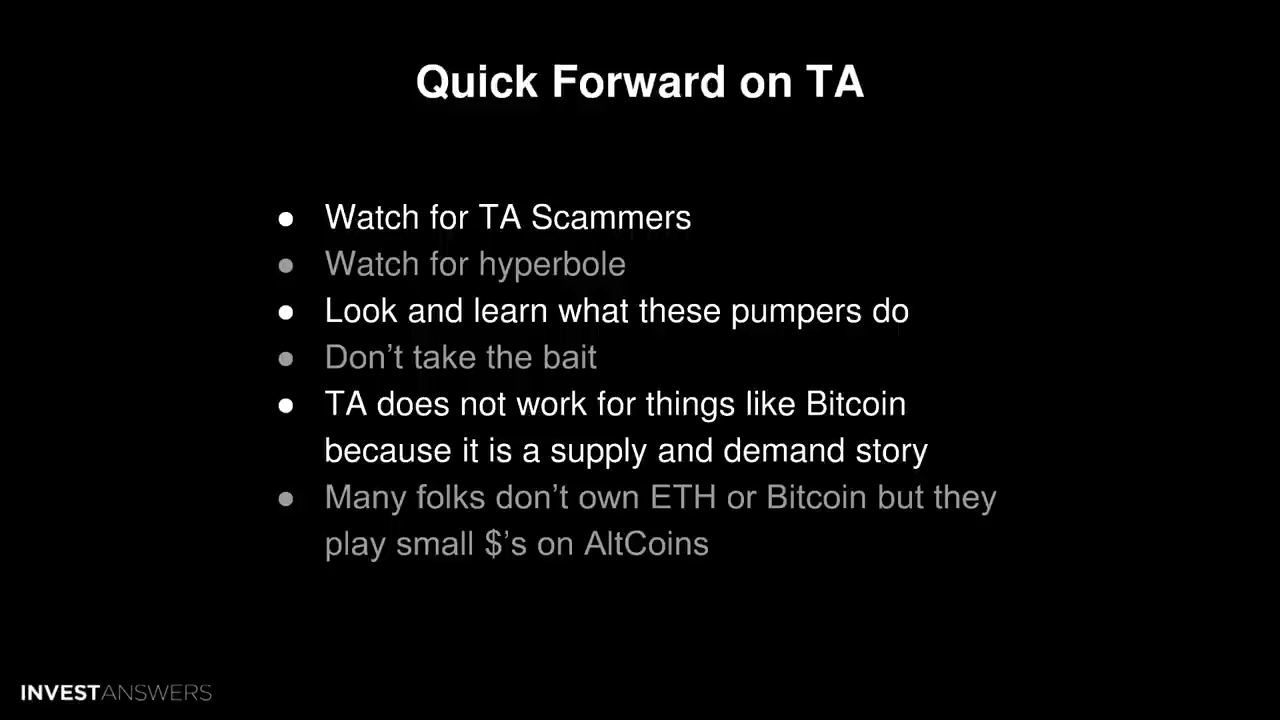 Quick Forward on TA
● Watch for TA Scammers
● Watch for hyperbole
● Look and learn what these pumpers do
● Don’t take the bait
● TA does not work for things like Bitcoin
because it is a supply and demand story
● Many folks don’t own ETH or Bitcoin but they
play small $’s on AltCoins
INVESTANSWERS